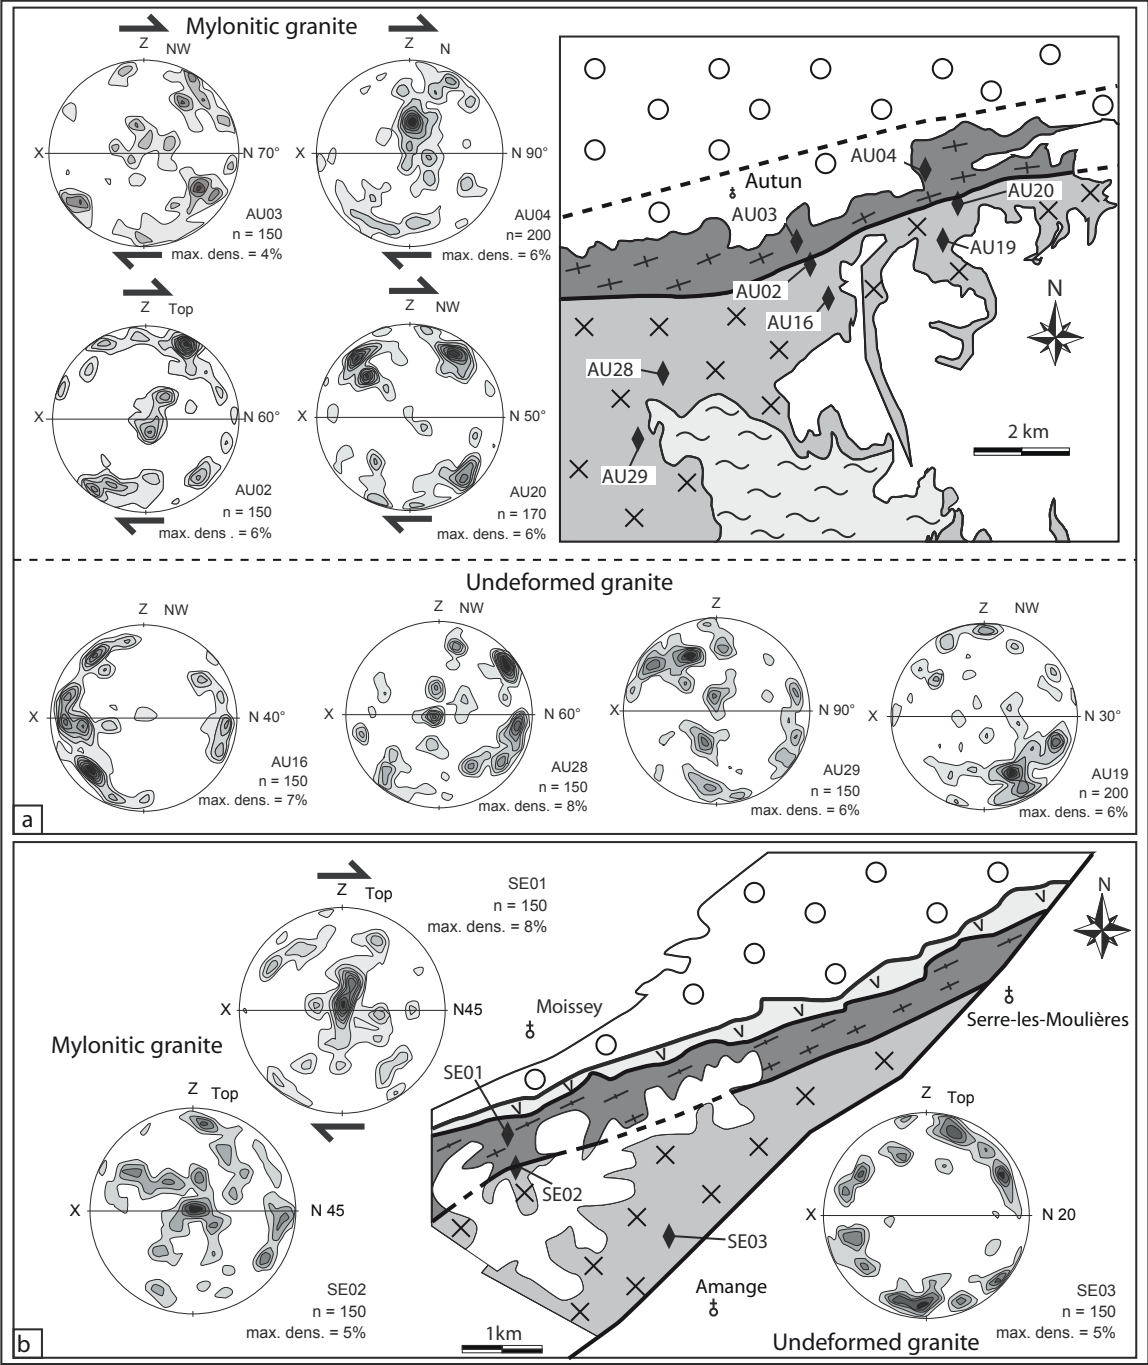 Mylonitic granite
Z NW
X
N 70°
AU03
n = 150
max. dens. = 4%
Z N
X
N 90°
AU04
n= 200
max. dens. = 6%
Z Top
X
N 60°
AU02
n = 150
max. dens . = 6%
Z NW
X
N 50°
AU20
n = 170
max. dens. = 6%
AU04
Autun
AU03
AU20
AU19
AU02
AU16
N
AU28
2 km
AU29
Undeformed granite
Z NW
X
N 40°
AU16
n = 150
max. dens. = 7%
Z NW
X
N 60°
AU28
n = 150
max. dens. = 8%
Z
X
N 90°
AU29
n = 150
max. dens. = 6%
Z NW
X
N 30°
AU19
n = 200
max. dens. = 6%
a
Z Top
X
N45
SE01
n = 150
max. dens. = 8%
Mylonitic granite
Z Top
X
N 45
SE02
n = 150
max. dens. = 5%
N
Moissey
Serre-les-Moulières
SE01
SE02
SE03
Amange
1km
Z Top
X
N 20
SE03
n = 150
max. dens. = 5%
Undeformed granite
b